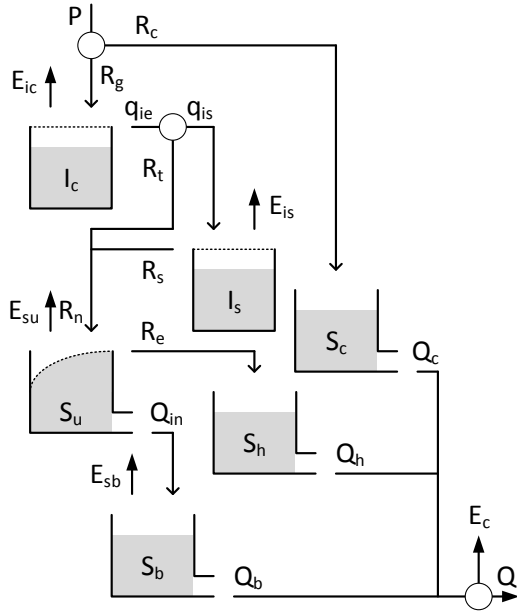 P
R_c
E_ic
R_g
q_ie
q_is
I_c
R_t
E_is
R_s
I_s
E_su
R_n
R_e
S_c
Q_c
S_u
Q_in
S_h
Q_h
E_sb
E_c
S_b
Q_b
Q